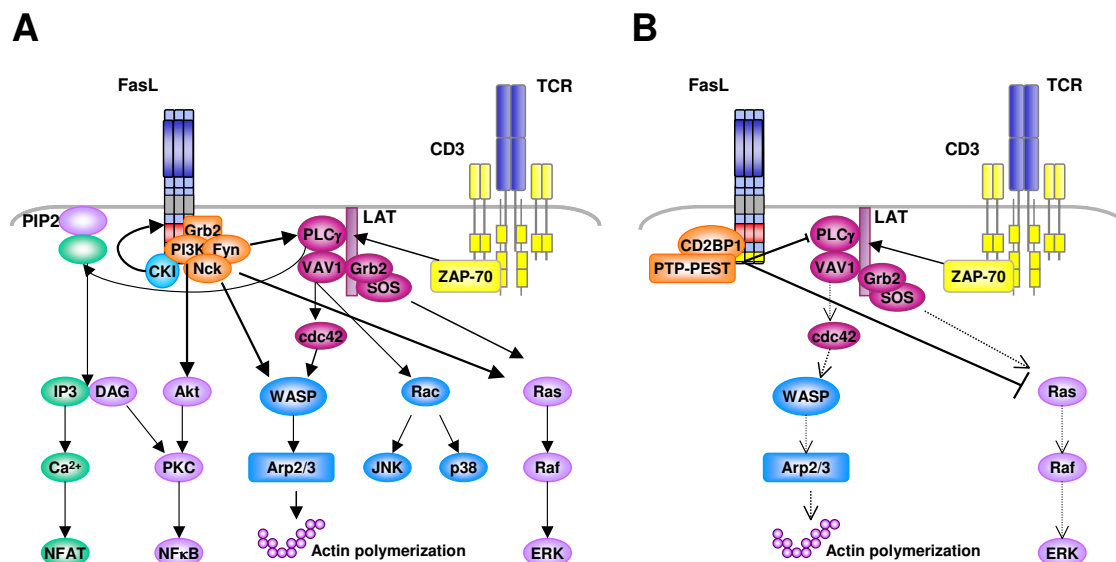 A
B
FasL
TCR
CD3
PIP2
LAT
Grb2
PI3K
Fyn
CKI
Nck
PLCγ
VAV1
Grb2
SOS
ZAP-70
cdc42
IP3
DAG
Akt
WASP
Rac
Ras
Ca2+
PKC
Arp2/3
JNK
p38
Raf
NFAT
NFκB
Actin polymerization
ERK
FasL
TCR
CD3
LAT
CD2BP1
PTP-PEST
PLCγ
VAV1
Grb2
SOS
ZAP-70
cdc42
WASP
Ras
Arp2/3
Raf
Actin polymerization
ERK